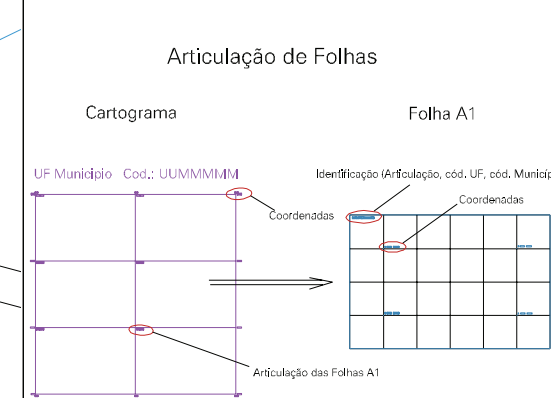 Articulação de Folhas
Cartograma
Folha A1
UF Municipio Cod.: UUMMMMM
Identificação (Articulação, cód. UF, cód. Municíp
Coordenadas
Coordenadas
Articulação das Folhas A1